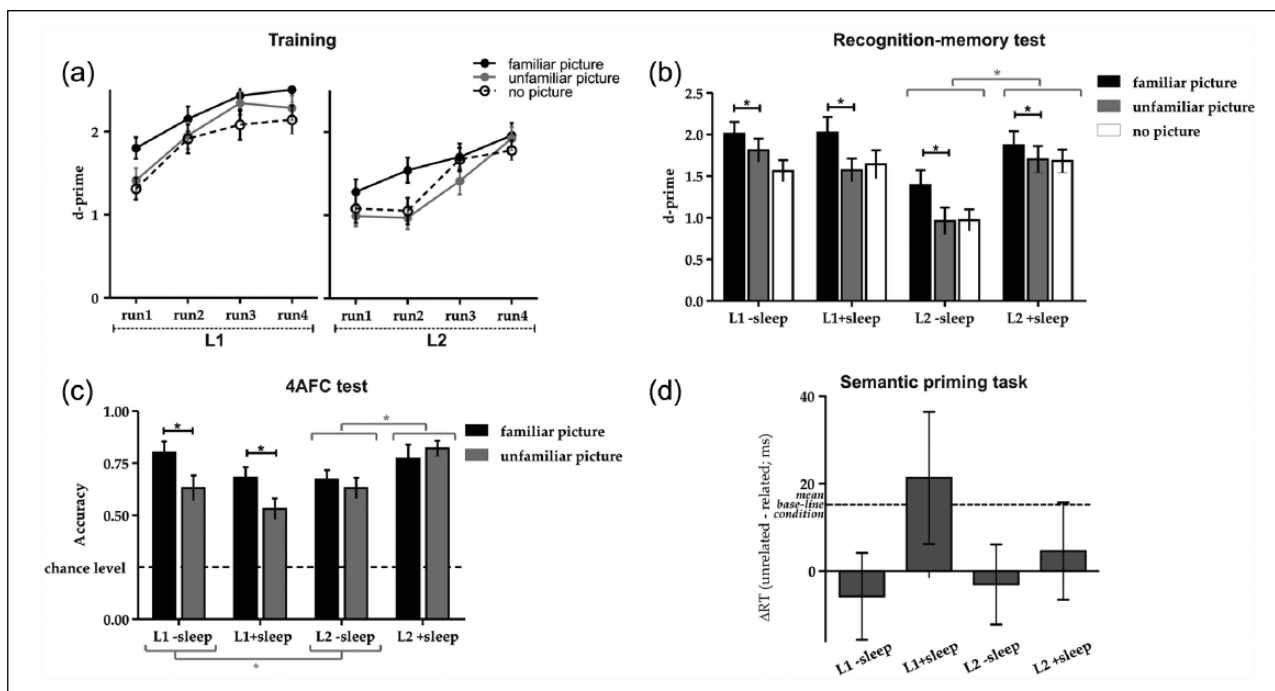 Training
(a)
familiar picture
unfamiliar picture
no picture
d-prime
2
1
0
run1 run2 run3 run4 run1 run2 run3 run4
L1 L2
Recognition-memory test
(b)
familiar picture
unfamiliar picture
no picture
*
* * * *
d-prime
2.5
2.0
1.5
1.0
0.5
0.0
L1 -sleep L1+sleep L2 -sleep L2 +sleep
4AFC test
(c)
familiar picture
unfamiliar picture
* * *
Accuracy
1.00
0.75
0.50
chance level
0.00
L1 -sleep L1+sleep L2 -sleep L2 +sleep
*
Semantic priming task
(d)
ΔRT (unrelated - related; ms)
40
20
mean
base-line
condition
0
L1 -sleep L1+sleep L2 -sleep L2 +sleep